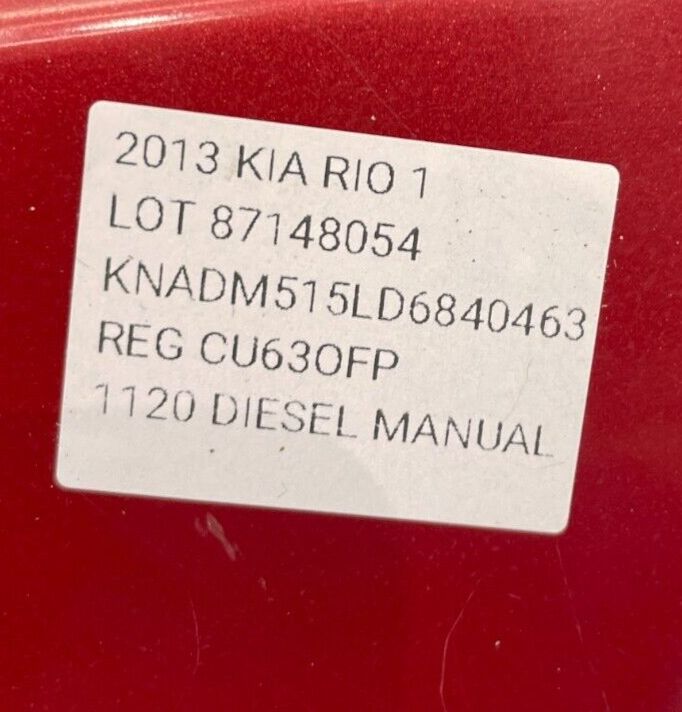 2013 KIA RIO 1
LOT 87148054
KNADM515LD6840463
REG CU63OFP
1120 DIESEL MANUAL